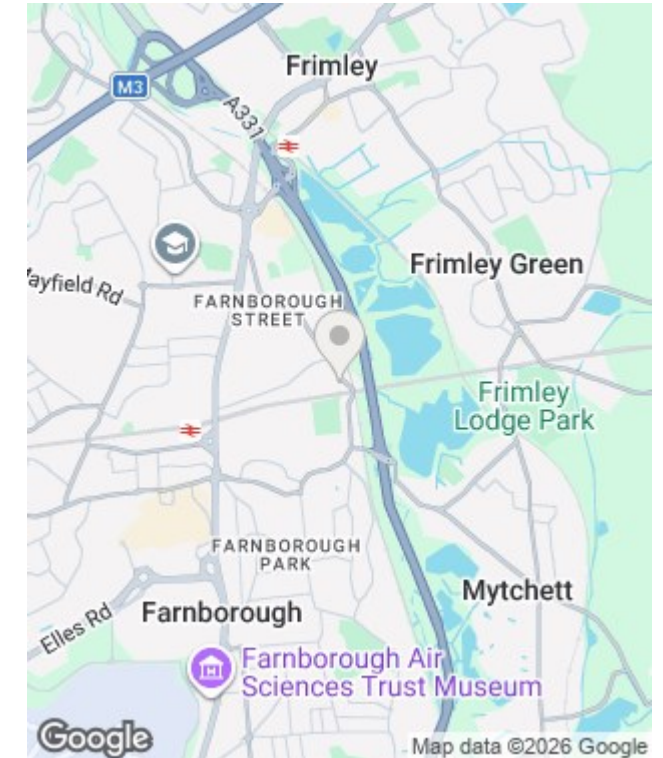 Frimley
M3
A331
Frimley Green
ayfield Rd
FARNBOROUGH
STREET
Frimley
Lodge Park
FARNBOROUGH
PARK
Mytchett
Elles Rd
Farnborough
Farnborough Air
Sciences Trust Museum
Google
Map data ©2026 Google